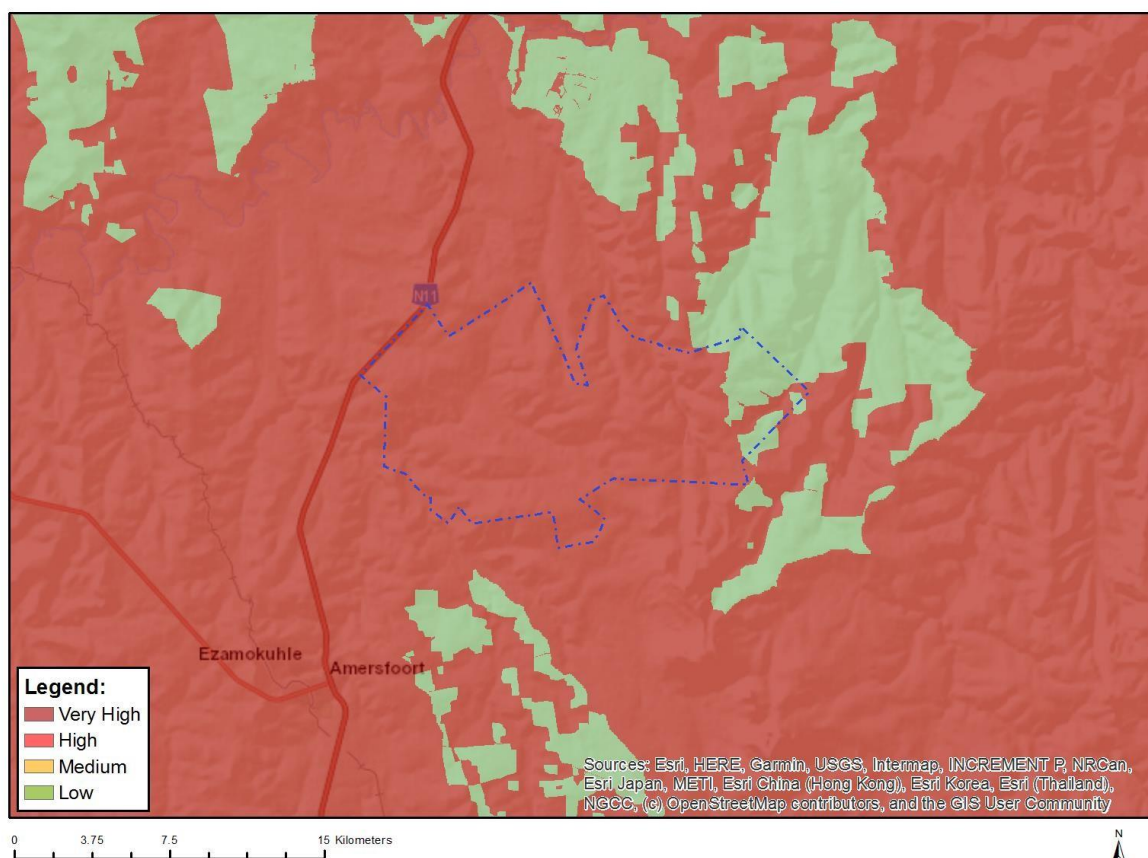 N11
Ezamokuhle
Amersfoort
Legend:
Very High
High
Medium
Low
Sources: Esri, HERE, Garmin, USGS, Intermap, INCREMENT P, NRCan,
Esri Japan, METI, Esri China (Hong Kong), Esri Korea, Esri (Thailand),
NGCC, (c) OpenStreetMap contributors, and the GIS User Community
0 3.75 7.5 15 Kilometers
N